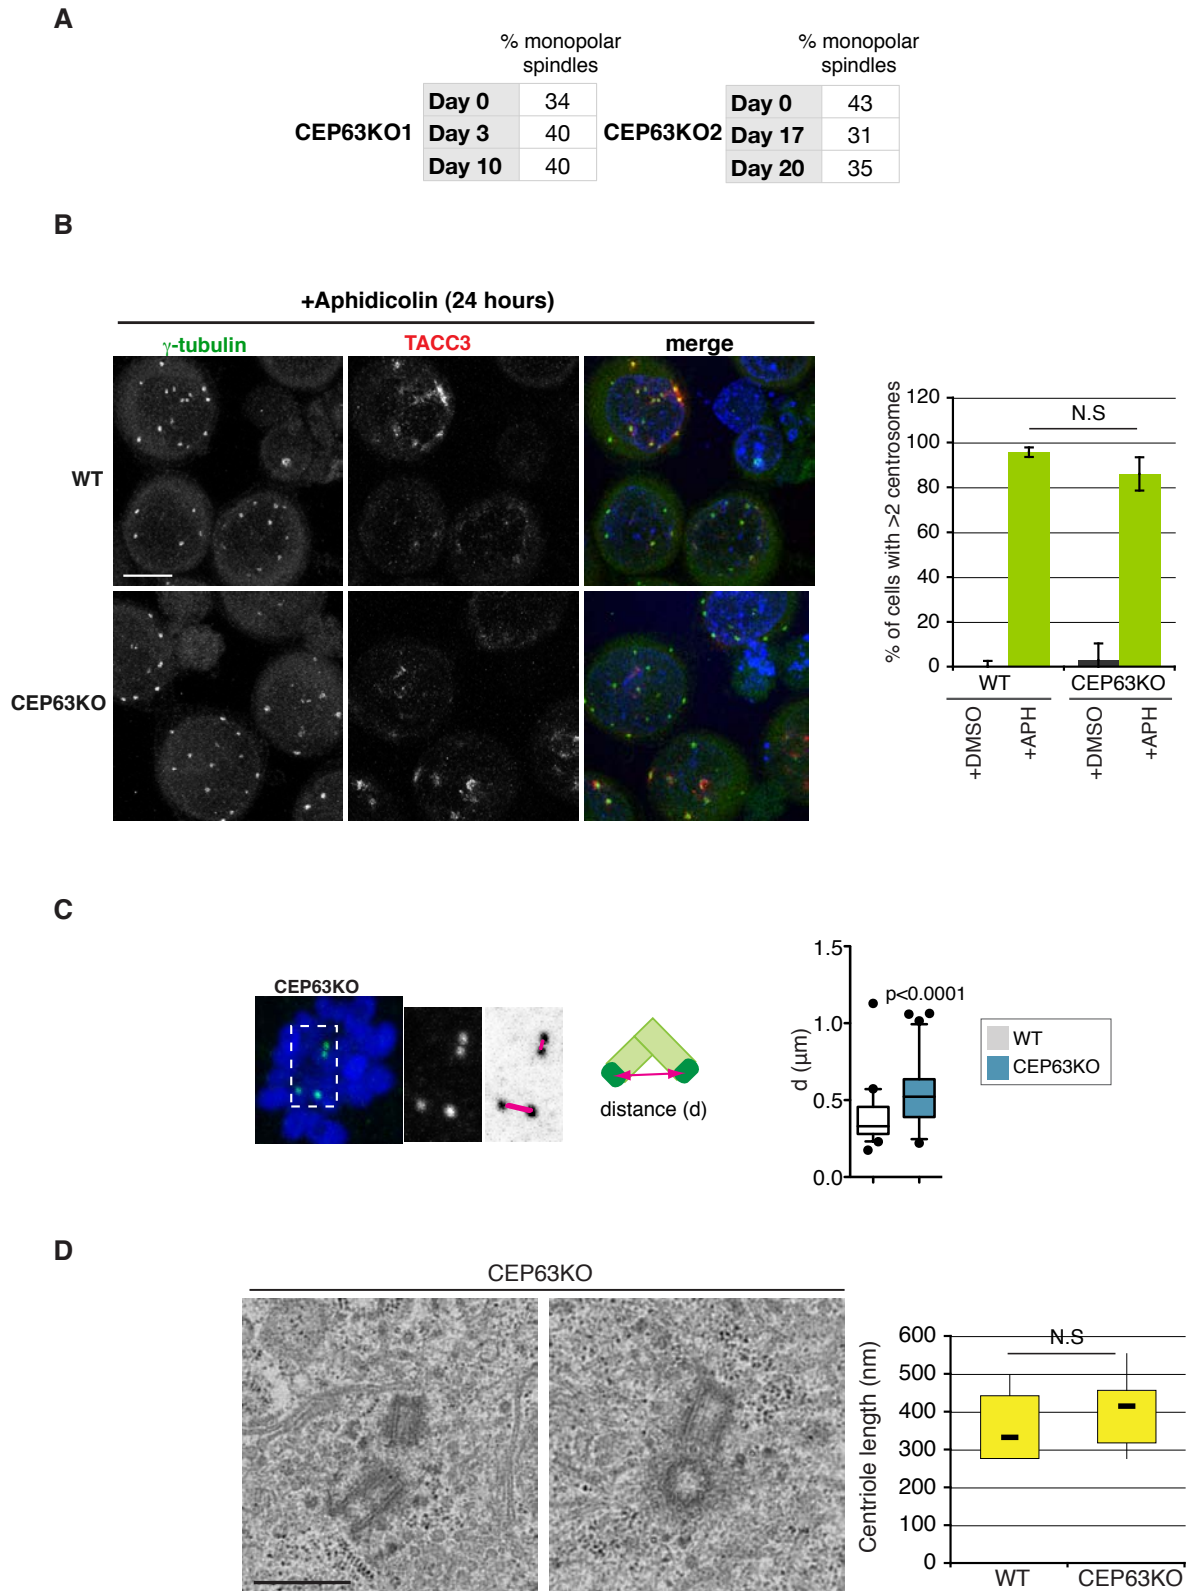 A
% monopolar
spindles
CEP63KO1
Day 0 34
Day 3 40
Day 10 40
% monopolar
spindles
CEP63KO2
Day 0 43
Day 17 31
Day 20 35
B
+Aphidicolin (24 hours)
γ-tubulin TACC3 merge
WT
CEP63KO
% of cells with >2 centrosomes
120
100
80
60
40
20
0
N.S
WT CEP63KO
+DMSO
+APH
+DMSO
+APH
C
CEP63KO
distance (d)
d (µm)
1.5
1.0
0.5
0.0
p<0.0001
WT
CEP63KO
D
CEP63KO
Centriole length (nm)
600
500
400
300
200
100
0
N.S
WT CEP63KO